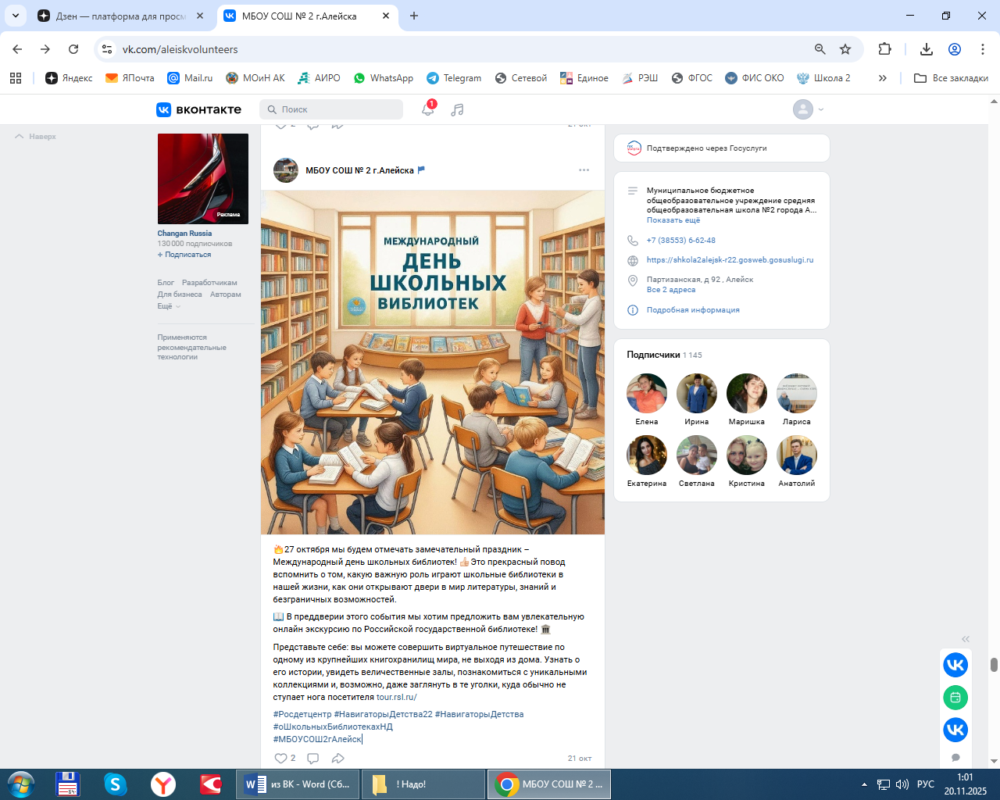 Дзен — платформа для просм
МБОУ СОШ № 2 г.Алейска
vk.com/aleiskvolunteers
Яндекс
ЯПочта
Mail.ru
МОиН АК
АИРО
WhatsApp
Telegram
Сетевой
Единое
РЭШ
ФГОС
ФИС ОКО
Школа 2
Все закладки
вконтакте
Поиск
1
Наверх
2
21 окт
Реклама
Changan Russia
130 000 подписчиков
+ Подписаться
Блог Разработчикам
Для бизнеса Авторам
Ещё
Применяются
рекомендательные
технологии
МБОУ СОШ № 2 г.Алейска
МЕЖДУНАРОДНЫЙ
ДЕНЬ
ШКОЛЬНЫХ
БИБЛИОТЕК
🔥27 октября мы будем отмечать замечательный праздник –
Международный день школьных библиотек! 👍🏻Это прекрасный повод
вспомнить о том, какую важную роль играют школьные библиотеки в
нашей жизни, как они открывают двери в мир литературы, знаний и
безграничных возможностей.
📖 В преддверии этого события мы хотим предложить вам увлекательную
онлайн экскурсию по Российской государственной библиотеке! 🏛
Представьте себе: вы можете совершить виртуальное путешествие по
одному из крупнейших книгохранилищ мира, не выходя из дома. Узнать о
его истории, увидеть величественные залы, познакомиться с уникальными
коллекциями и, возможно, даже заглянуть в те уголки, куда обычно не
ступает нога посетителя tour.rsl.ru/
#Росдетцентр #НавигаторыДетства22 #НавигаторыДетства
#оШкольныхБиблиотекахНД
#МБОУСОШ2гАлейск
2
21 окт
Подтверждено через Госуслуги
Муниципальное бюджетное
общеобразовательное учреждение средняя
общеобразовательная школа №2 города А...
Показать ещё
+7 (38553) 6-62-48
https://shkola2alejsk-r22.gosweb.gosuslugi.ru
Партизанская, д 92 , Алейск
Все 2 адреса
Подробная информация
Подписчики 1 145
Елена Ирина Маришка Лариса
Екатерина Светлана Кристина Анатолий
из ВК - Word (Сб...
! Надо!
МБОУ СОШ № 2 ...
РУС
1:01
20.11.2025